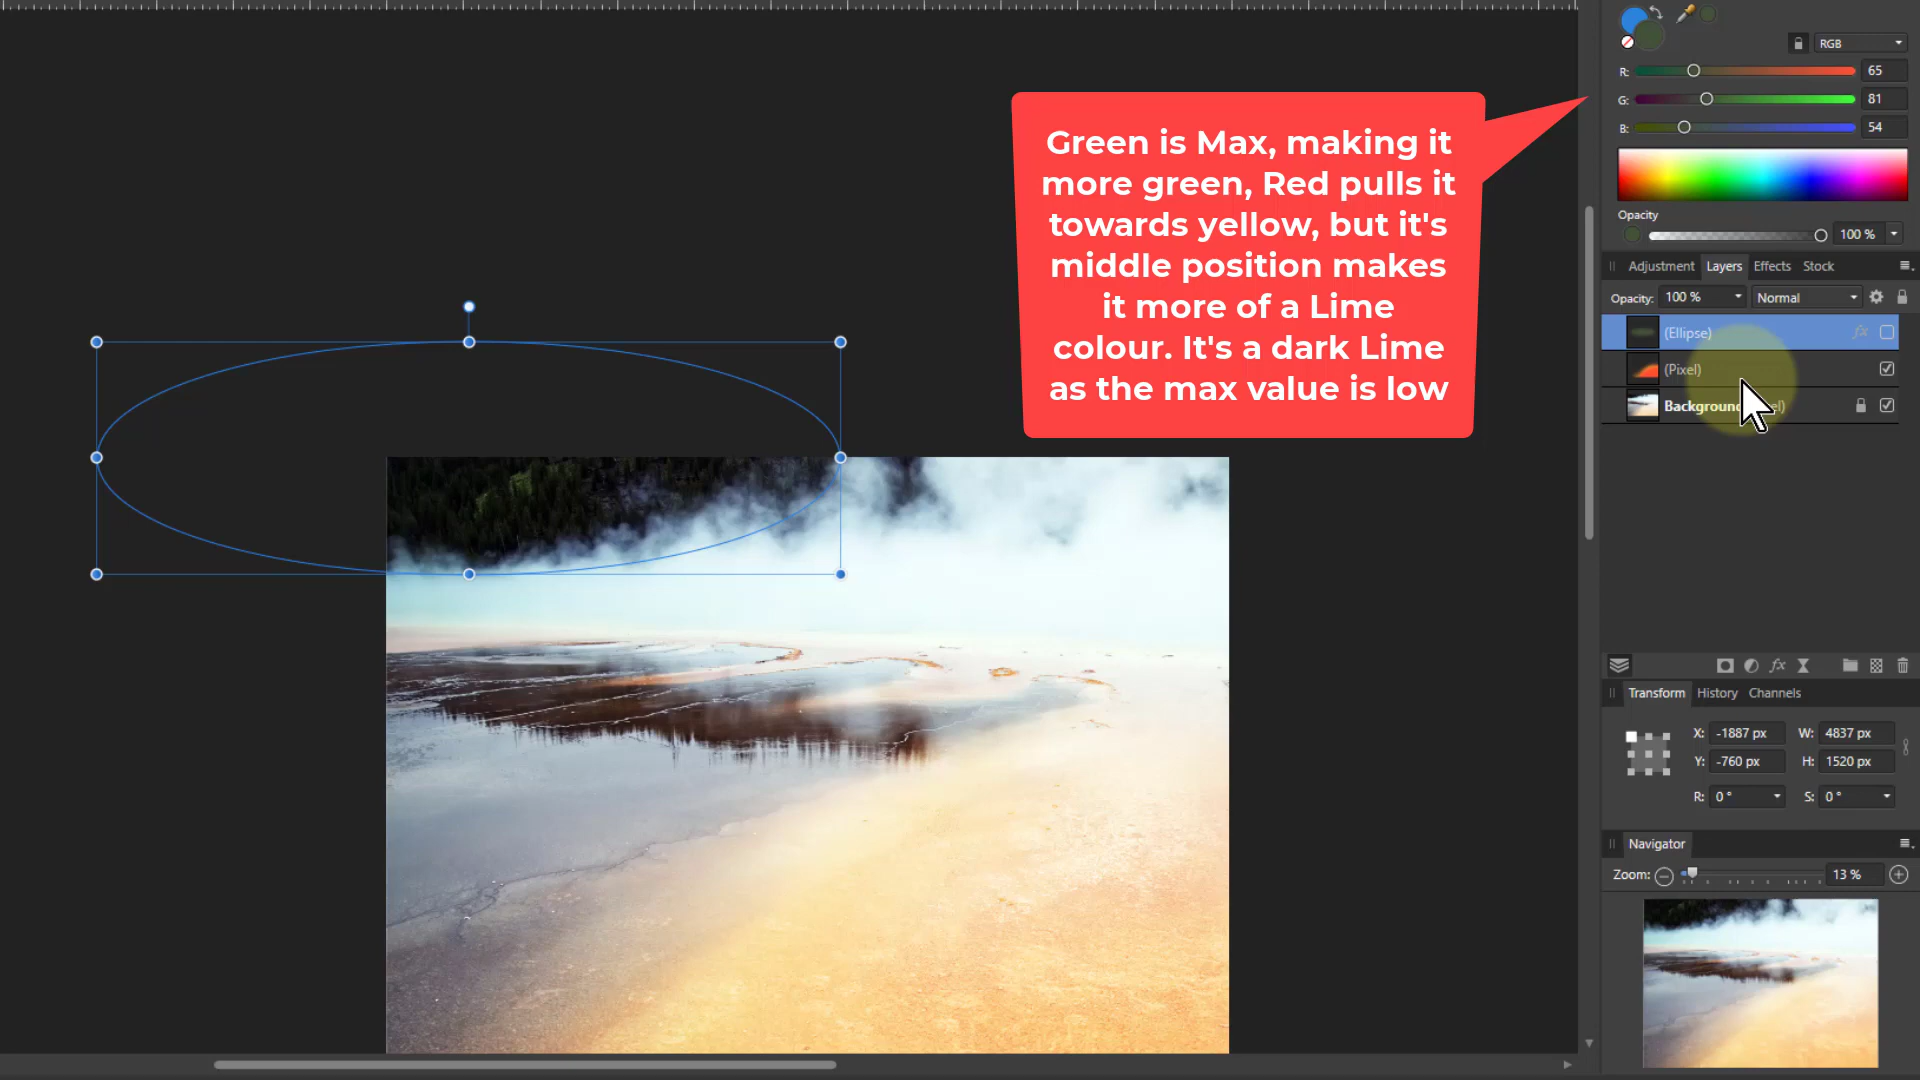 RGB
R: 65
G: 81
B: 54
Green is Max, making it
more green, Red pulls it
towards yellow, but it's
middle position makes
it more of a Lime
colour. It's a dark Lime
as the max value is low
Opacity
100 %
Adjustment Layers Effects Stock
Opacity: 100 % Normal
(Ellipse) fx
(Pixel)
Background
fx
Transform History Channels
X: -1887 px W: 4837 px
Y: -760 px H: 1520 px
R: 0 ° S: 0 °
Navigator
Zoom: 13 %